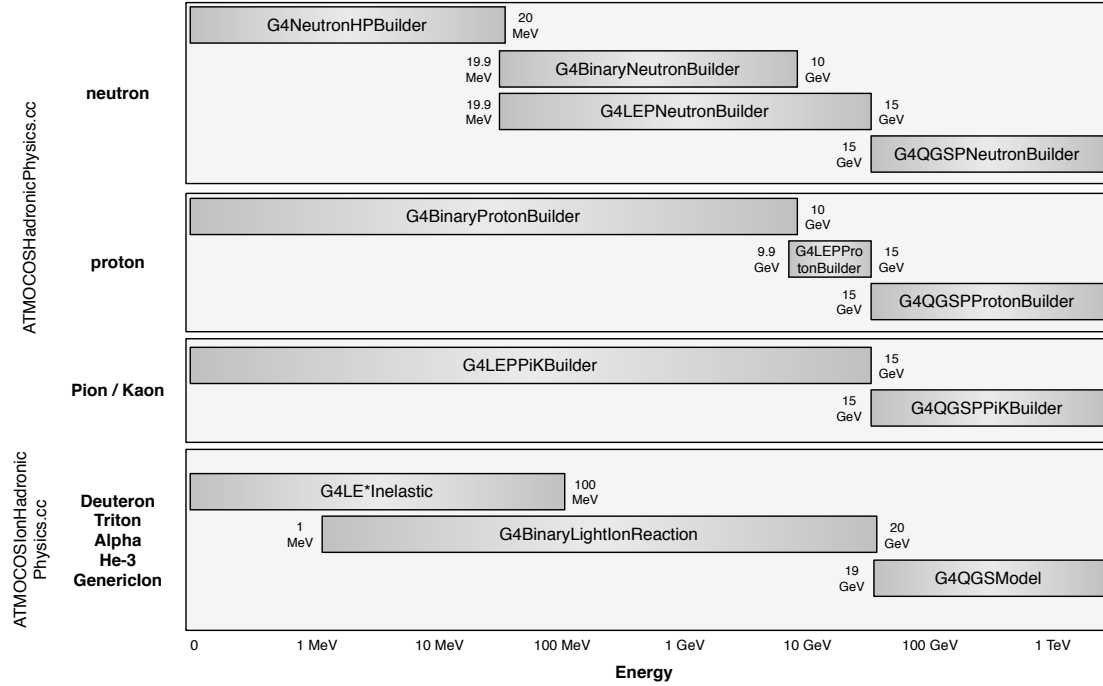 ATMOCOSHadronicPhysics.cc
neutron
G4NeutronHPBuilder
20
MeV
19.9
MeV
G4BinaryNeutronBuilder
10
GeV
19.9
MeV
G4LEPNeutronBuilder
15
GeV
15
GeV
G4QGSPNeutronBuilder
proton
G4BinaryProtonBuilder
10
GeV
9.9
GeV
G4LEPPro
tonBuilder
15
GeV
15
GeV
G4QGSPProtonBuilder
Pion / Kaon
G4LEPPiKBuilder
15
GeV
15
GeV
G4QGSPPiKBuilder
ATMOCOSIonHadronic
Physics.cc
Deuteron
Triton
Alpha
He-3
GenericIon
G4LE*Inelastic
100
MeV
1
MeV
G4BinaryLightIonReaction
20
GeV
19
GeV
G4QGSModel
0 1 MeV 10 MeV 100 MeV 1 GeV 10 GeV 100 GeV 1 TeV
Energy